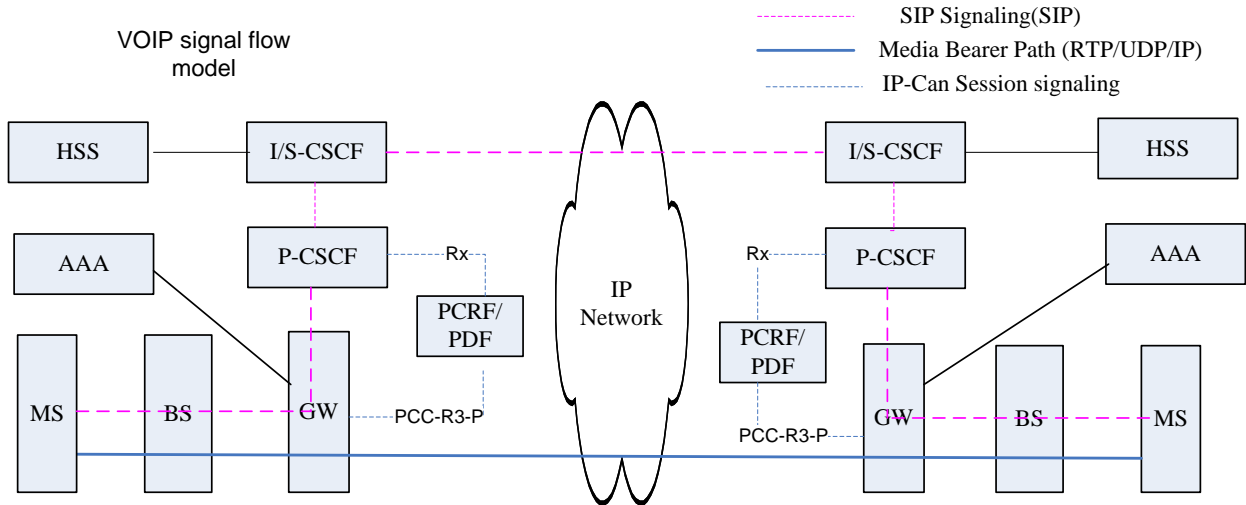 SIP Signaling(SIP)
VOIP signal flow
model
Media Bearer Path (RTP/UDP/IP)
IP-Can Session signaling
HSS
I/S-CSCF
I/S-CSCF
HSS
AAA
P-CSCF
Rx
Rx
P-CSCF
AAA
IP
Network
PCRF/
PDF
PCRF/
PDF
MS
BS
GW
PCC-R3-P
PCC-R3-P
GW
BS
MS